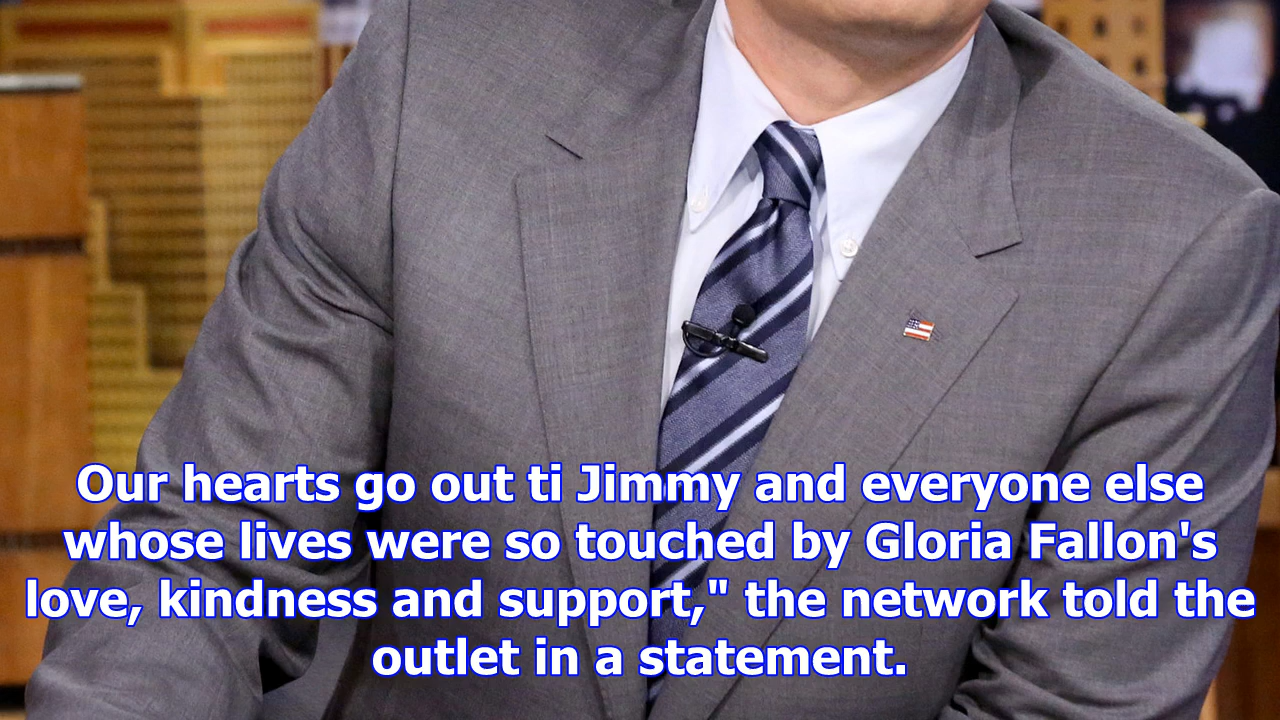 Our hearts go out ti Jimmy and everyone else
whose lives were so touched by Gloria Fallon's
love, kindness and support," the network told the
outlet in a statement.